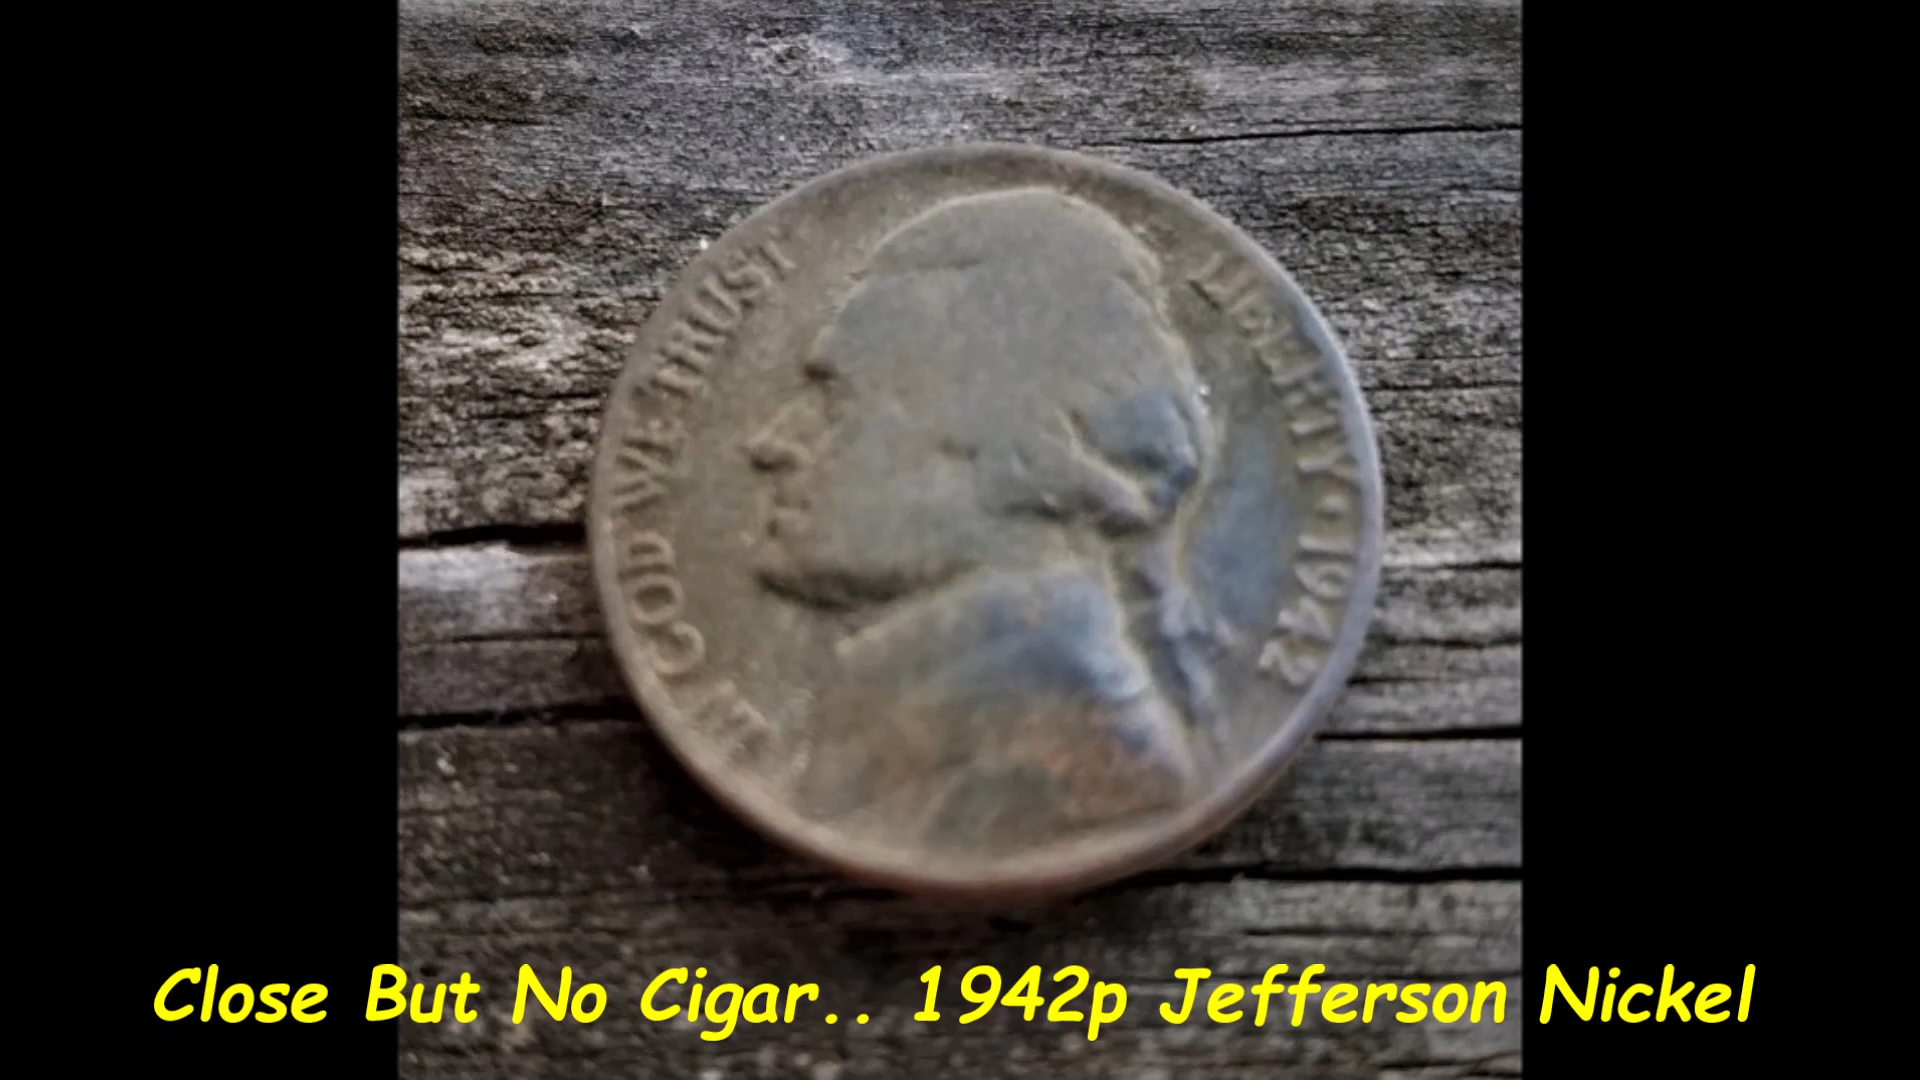 IN GOD WE TRUST
LIBERTY · 1942
Close But No Cigar.. 1942p Jefferson Nickel